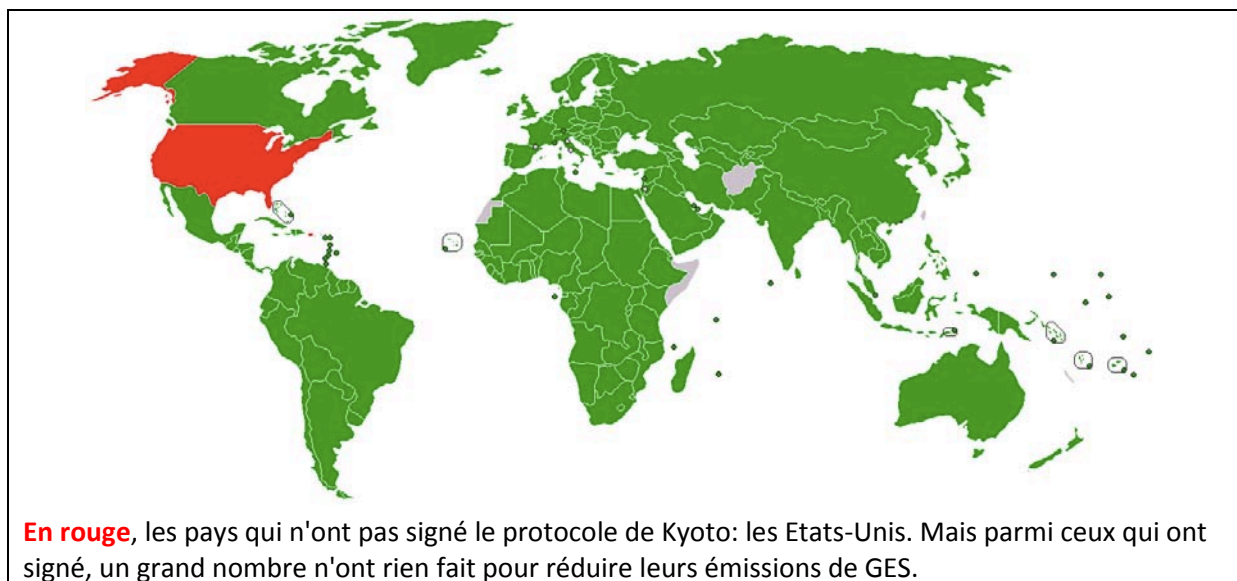 En rouge, les pays qui n'ont pas signé le protocole de Kyoto: les Etats-Unis. Mais parmi ceux qui ont
signé, un grand nombre n'ont rien fait pour réduire leurs émissions de GES.